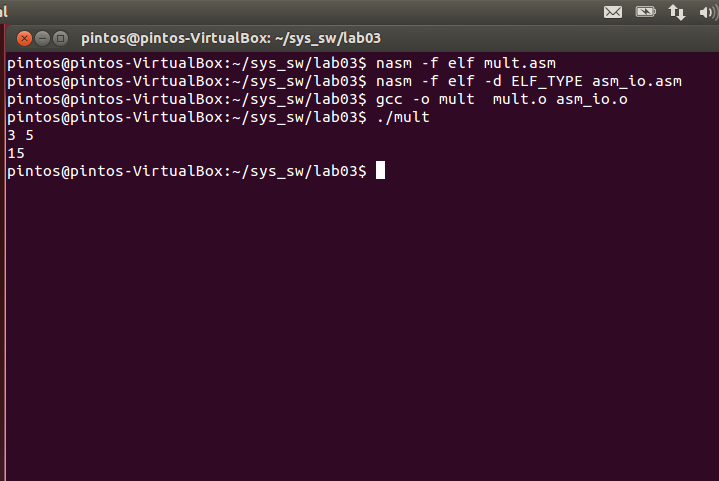 al
pintos@pintos-VirtualBox: ~/sys_sw/lab03
pintos@pintos-VirtualBox:~/sys_sw/lab03$ nasm -f elf mult.asm
pintos@pintos-VirtualBox:~/sys_sw/lab03$ nasm -f elf -d ELF_TYPE asm_io.asm
pintos@pintos-VirtualBox:~/sys_sw/lab03$ gcc -o mult  mult.o asm_io.o
pintos@pintos-VirtualBox:~/sys_sw/lab03$ ./mult
3 5
15
pintos@pintos-VirtualBox:~/sys_sw/lab03$